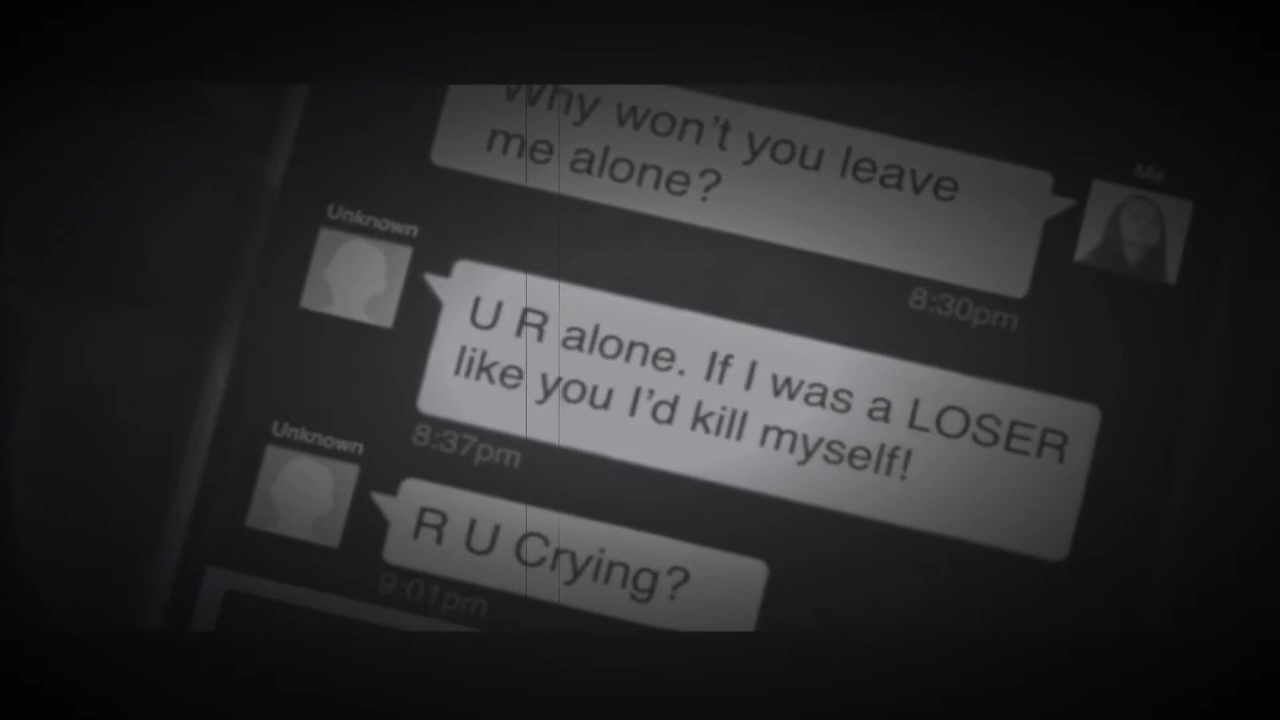 Why won't you leave
me alone?
Me
8:30pm
Unknown
U R alone. If I was a LOSER
like you I'd kill myself!
8:37pm
Unknown
R U Crying?
9:01pm